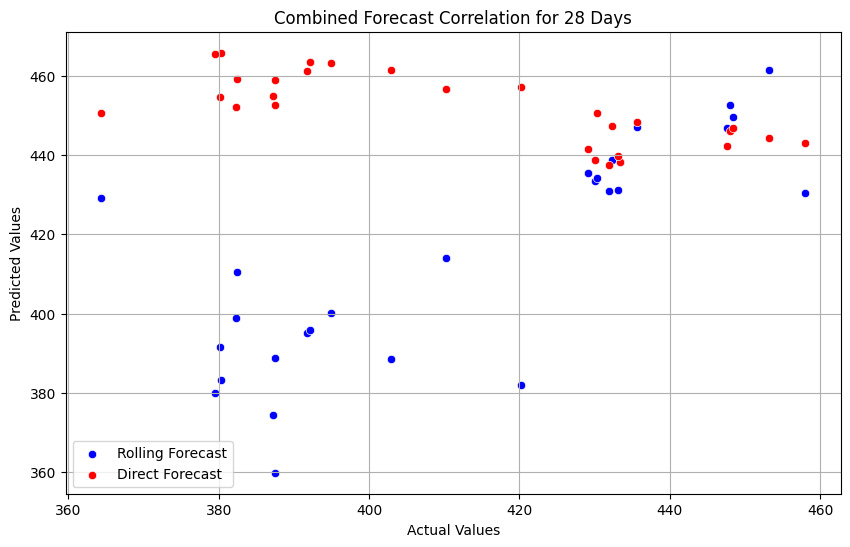 Combined Forecast Correlation for 28 Days
Predicted Values
460
440
420
400
380
360
Rolling Forecast
Direct Forecast
360
380
400
420
440
460
Actual Values